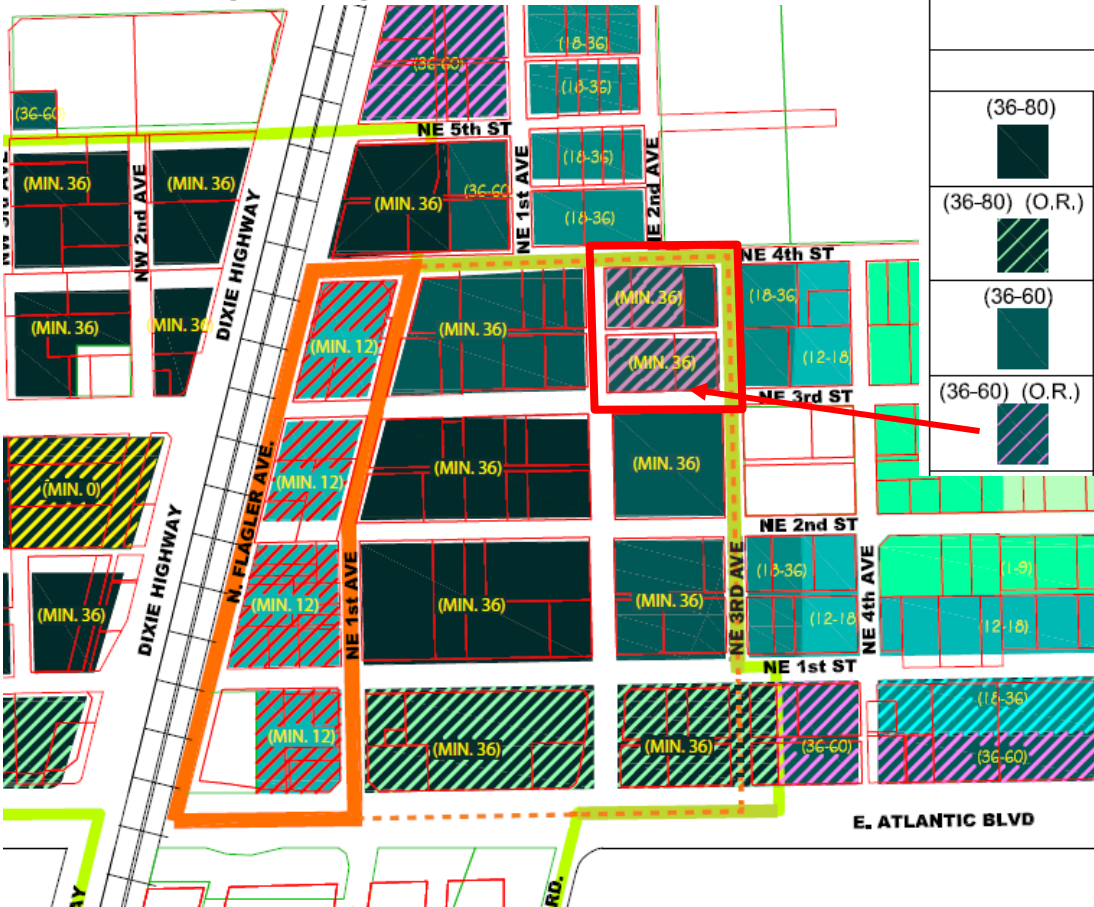 (18-36)
(36-60)
(18-36)
(36-60)
NE 5th ST
(MIN. 36)
(MIN. 36)
NW 2nd AVE
DIXIE HIGHWAY
(MIN. 36)
(36-60
NE 1st AVE
(18-36)
(18-36)
NE 2nd AVE
NE 4th ST
(MIN. 36)
(MIN. 36
(MIN. 12)
(MIN. 36)
(MIN. 36)
(MIN. 36)
(18-36)
(12-18)
NE 3rd ST
(MIN. 0)
N. FLAGLER AVE.
(MIN. 12)
(MIN. 36)
(MIN. 36)
NE 2nd ST
(MIN. 36)
DIXIE HIGHWAY
(MIN. 12)
NE 1st AVE
(MIN. 36)
(MIN. 36)
NE 3RD AVE
(18-36)
(12-18)
NE 4th AVE
(1-9)
(12-18)
NE 1st ST
(MIN. 12)
(MIN. 36)
(MIN. 36)
(36-60)
(18-36)
(36-60)
E. ATLANTIC BLVD
AY
RD.
(36-80)
(36-80) (O.R.)
(36-60)
(36-60) (O.R.)